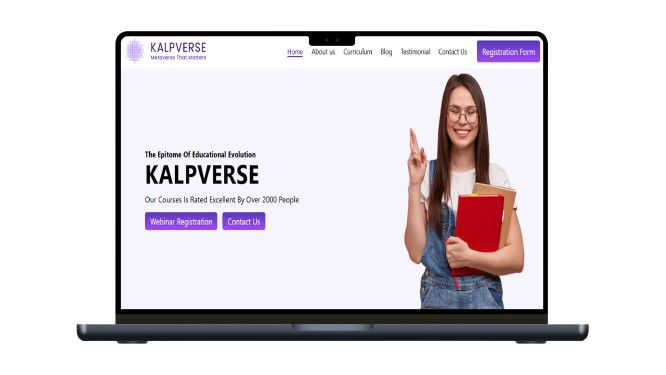 KALPVERSE
Metaverse That Matters
Home About us Curriculum Blog Testimonial Contact Us Registration Form
The Epitome Of Educational Evolution
KALPVERSE
Our Courses Is Rated Excellent By Over 2000 People
Webinar Registration Contact Us